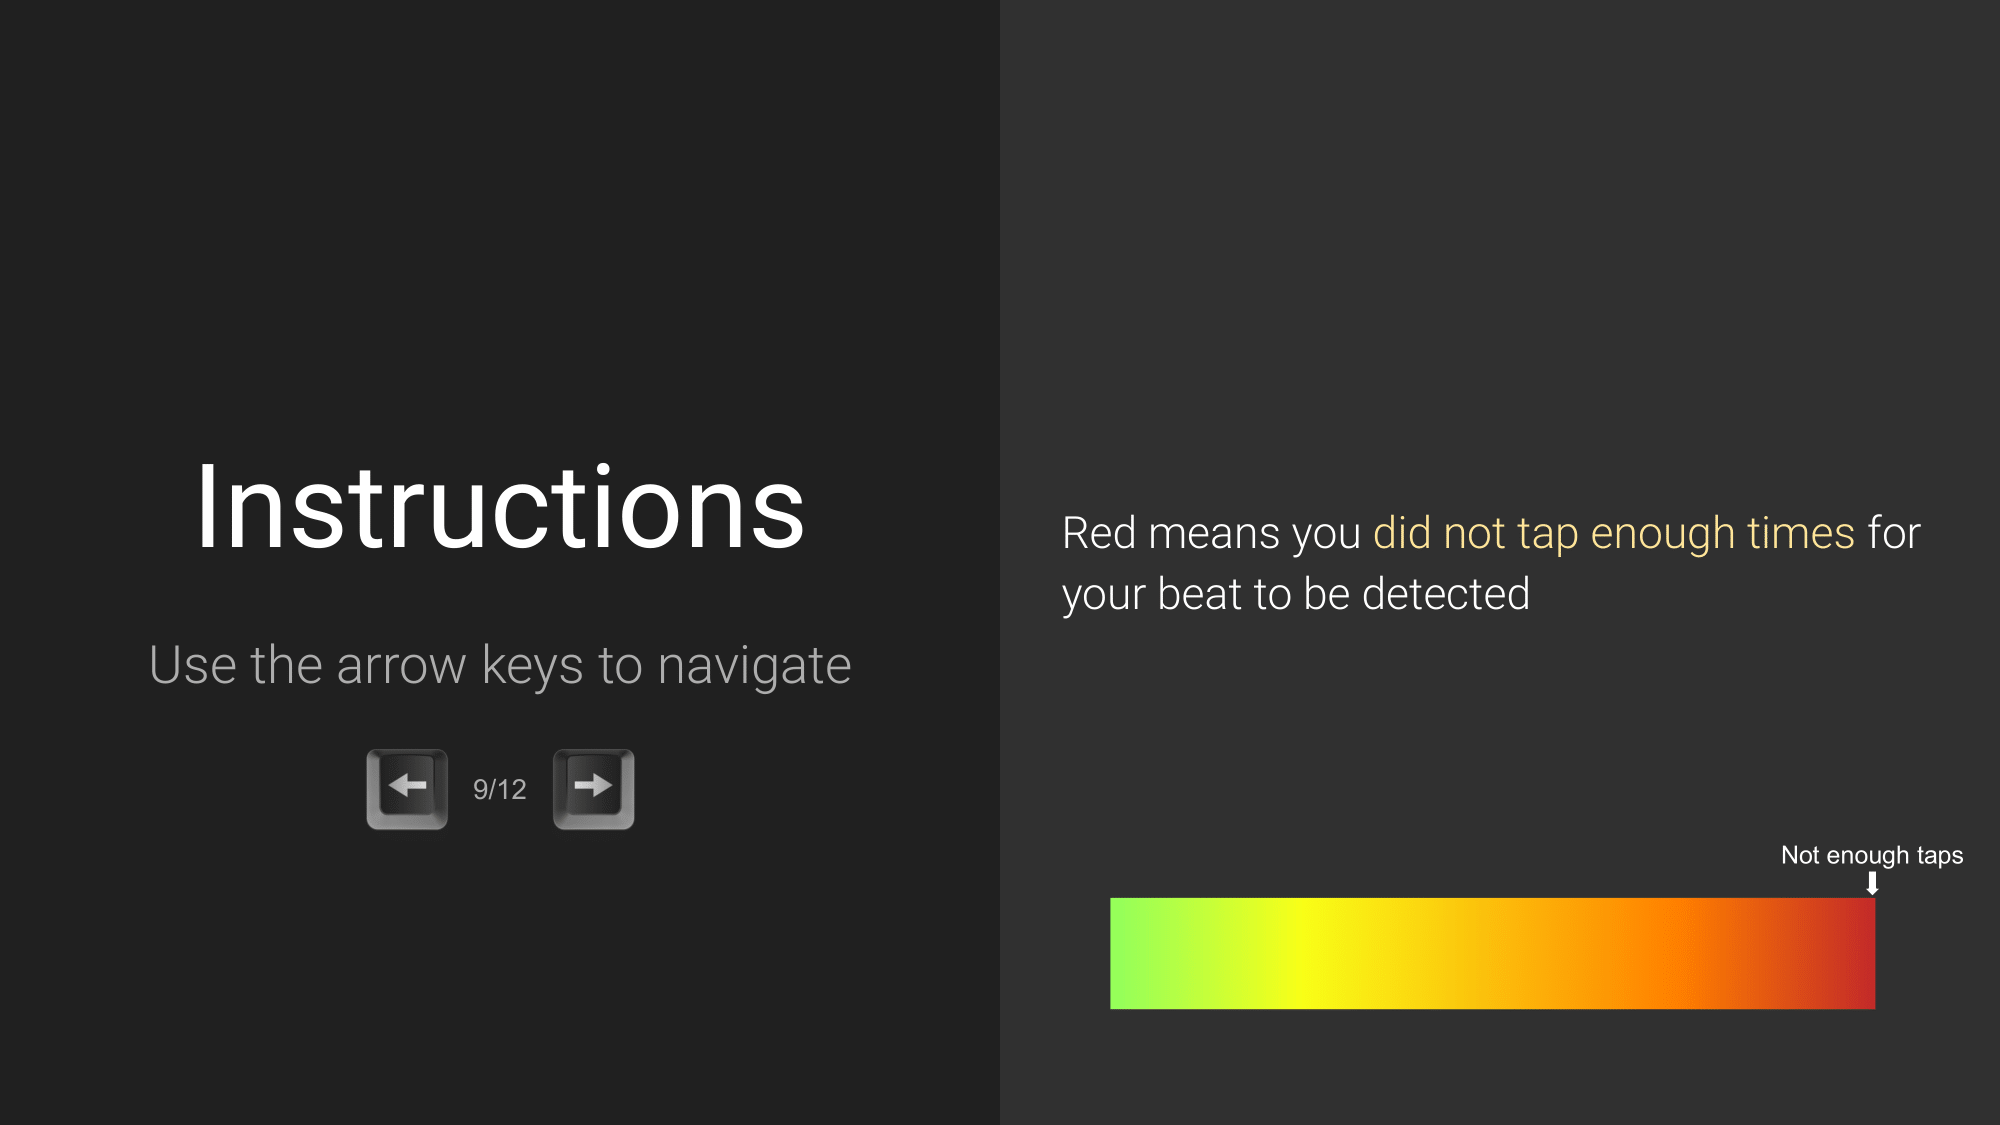 Instructions
Use the arrow keys to navigate
9/12
Red means you did not tap enough times for
your beat to be detected
Not enough taps